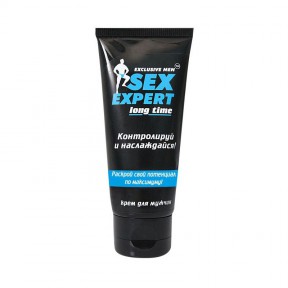 EXCLUSIVE MEN
SEX
EXPERT
long time
Контролируй
и наслаждайся!
Раскрой свой потенциал
по максимуму!
крем для мужчин